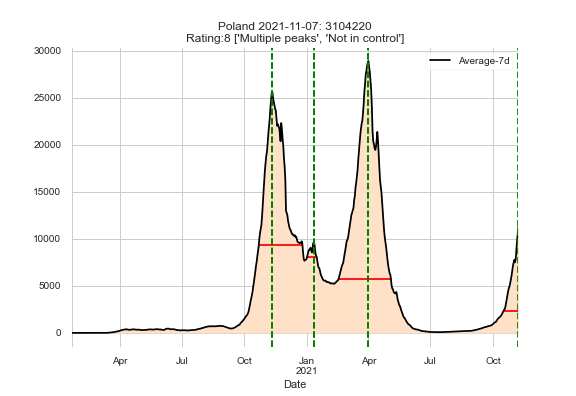 Poland 2021-11-07: 3104220
Rating:8 ['Multiple peaks', 'Not in control']
Average-7d
30000
25000
20000
15000
10000
5000
0
Apr Jul Oct Jan Apr Jul Oct
2021
Date